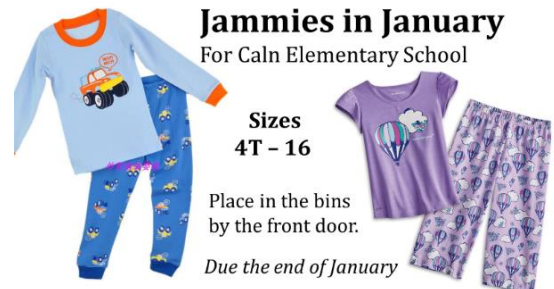 Jammies in January
For Caln Elementary School
Sizes
4T – 16
Place in the bins
by the front door.
Due the end of January